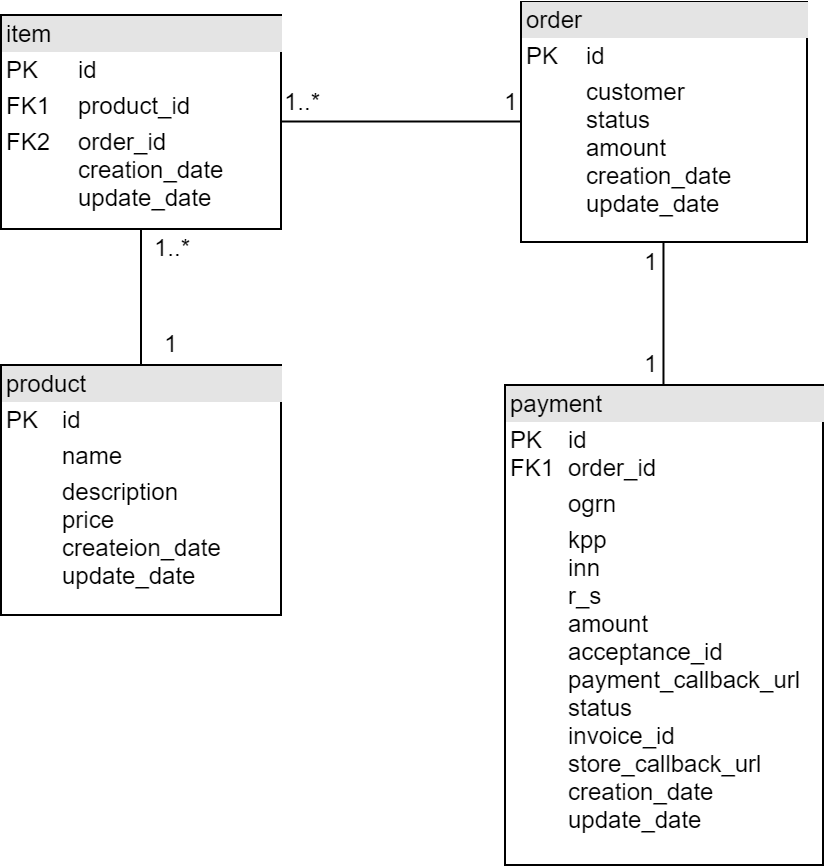 item
PK id
FK1 product_id
FK2 order_id
creation_date
update_date
1..*
1
order
PK id
customer
status
amount
creation_date
update_date
1..*
1
1
1
product
PK id
name
description
price
createion_date
update_date
payment
PK id
FK1 order_id
ogrn
kpp
inn
r_s
amount
acceptance_id
payment_callback_url
status
invoice_id
store_callback_url
creation_date
update_date